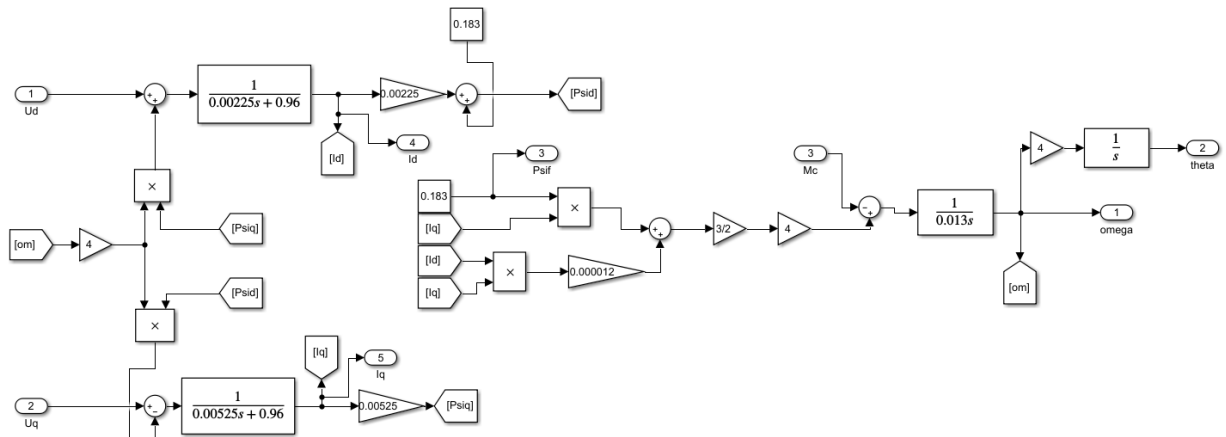 0.183
1
Ud
+
+
1
0.00225s + 0.96
0.00225
+
+
[Psid]
[Id]
4
Id
3
Psif
3
Mc
4
1
s
2
theta
×
0.183
×
[Iq]
+
+
3/2
4
-
+
1
0.013s
1
omega
[om]
4
[Psiq]
[Id]
[Iq]
×
0.000012
[om]
[Psid]
×
[Iq]
5
Iq
2
Uq
+
-
1
0.00525s + 0.96
0.00525
[Psiq]